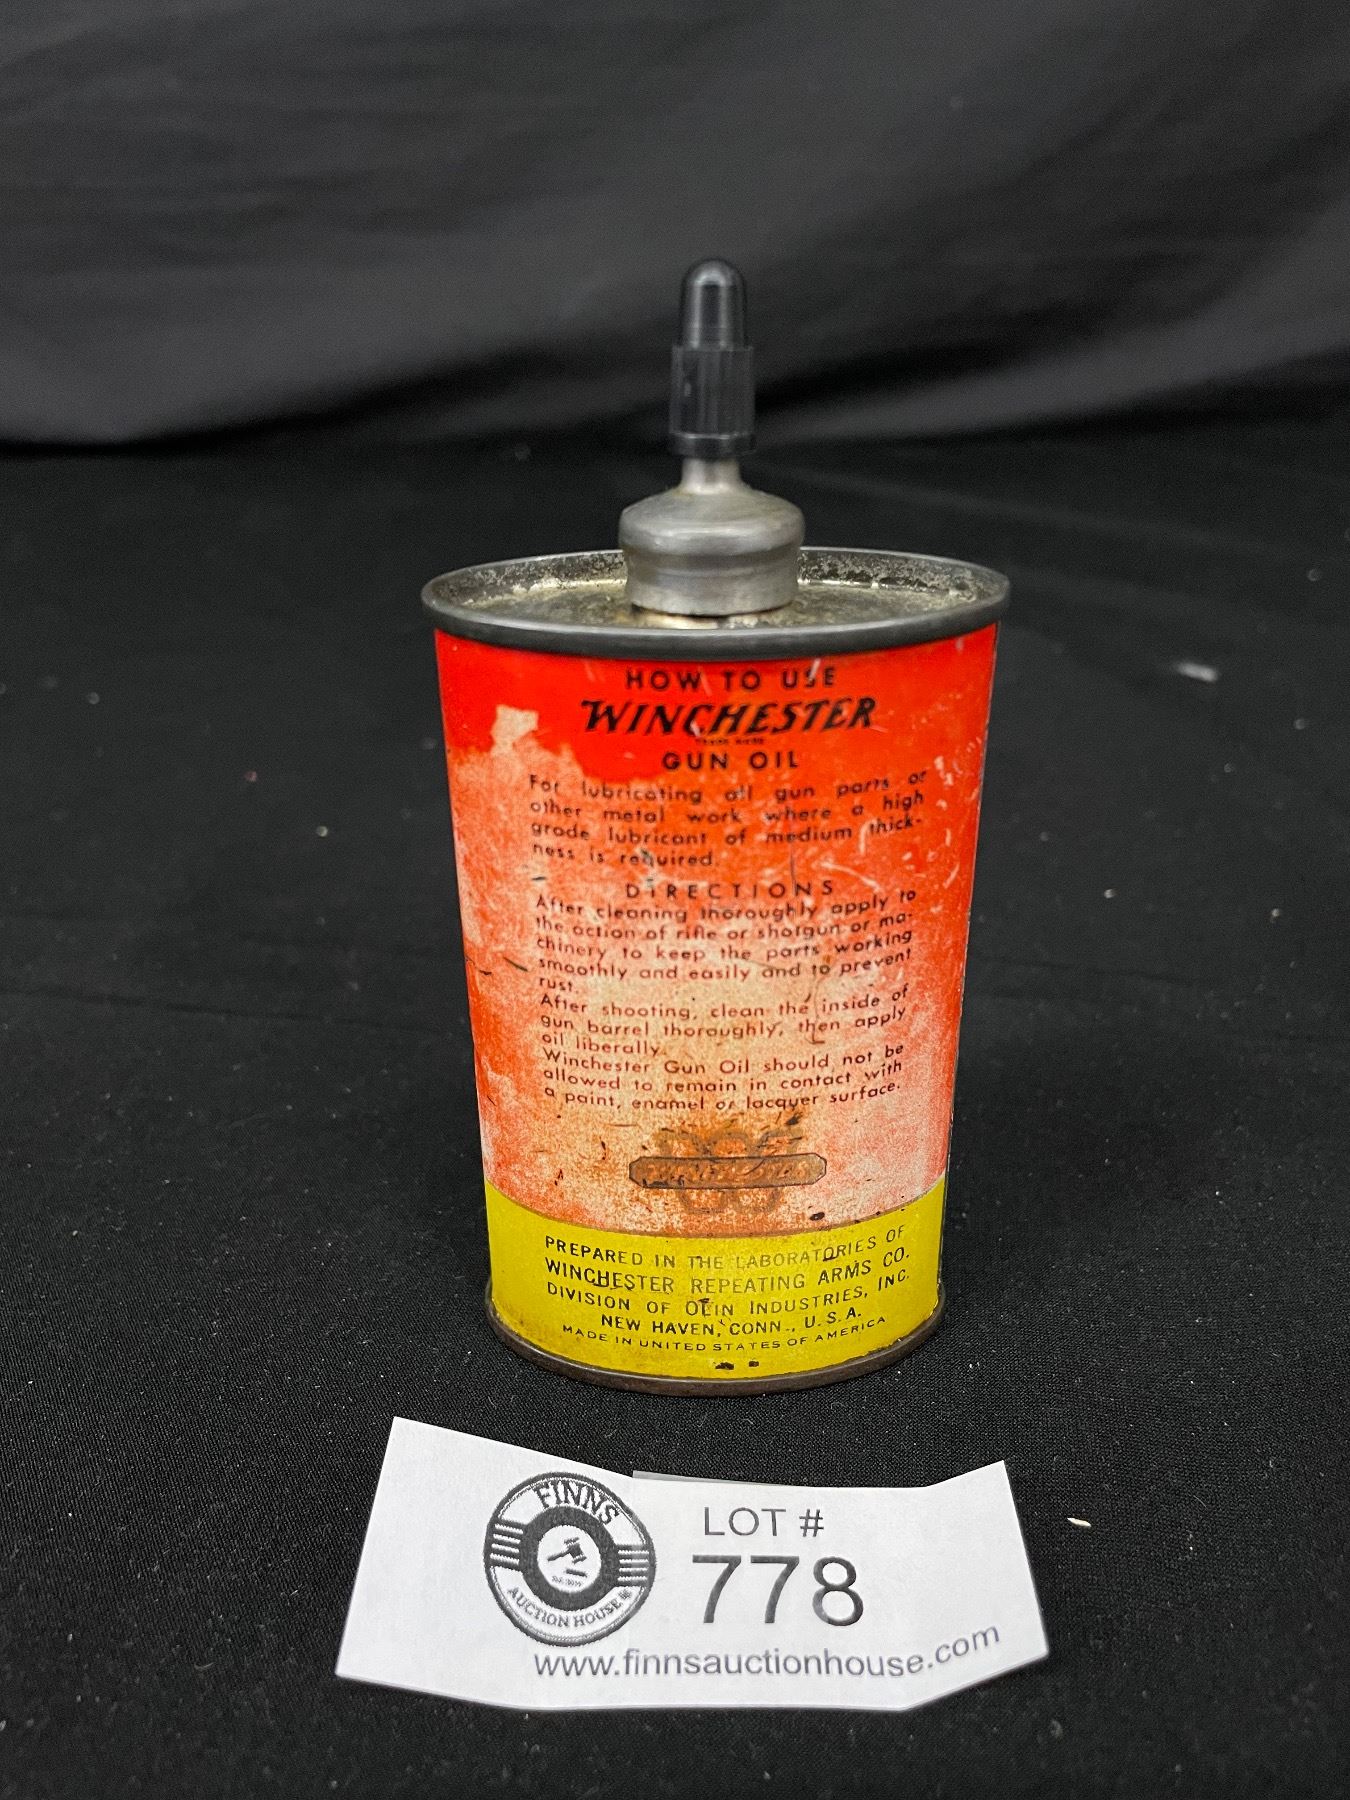 HOW TO USE
WINCHESTER
TRADE MARK
GUN OIL
For lubricating all gun parts or
other metal work where a high
grade lubricant of medium thick-
ness is required.
DIRECTIONS
After cleaning thoroughly apply to
the action of rifle or shotgun or ma-
chinery to keep the parts working
smoothly and easily and to prevent
rust.
After shooting, clean the inside of
gun barrel thoroughly, then apply
oil liberally.
Winchester Gun Oil should not be
allowed to remain in contact with
a paint, enamel or lacquer surface.
PREPARED IN THE LABORATORIES OF
WINCHESTER REPEATING ARMS CO.
DIVISION OF OLIN INDUSTRIES, INC.
NEW HAVEN, CONN., U.S.A.
MADE IN UNITED STATES OF AMERICA
FINNS
AUCTION HOUSE
LOT #
778
www.finnsauctionhouse.com